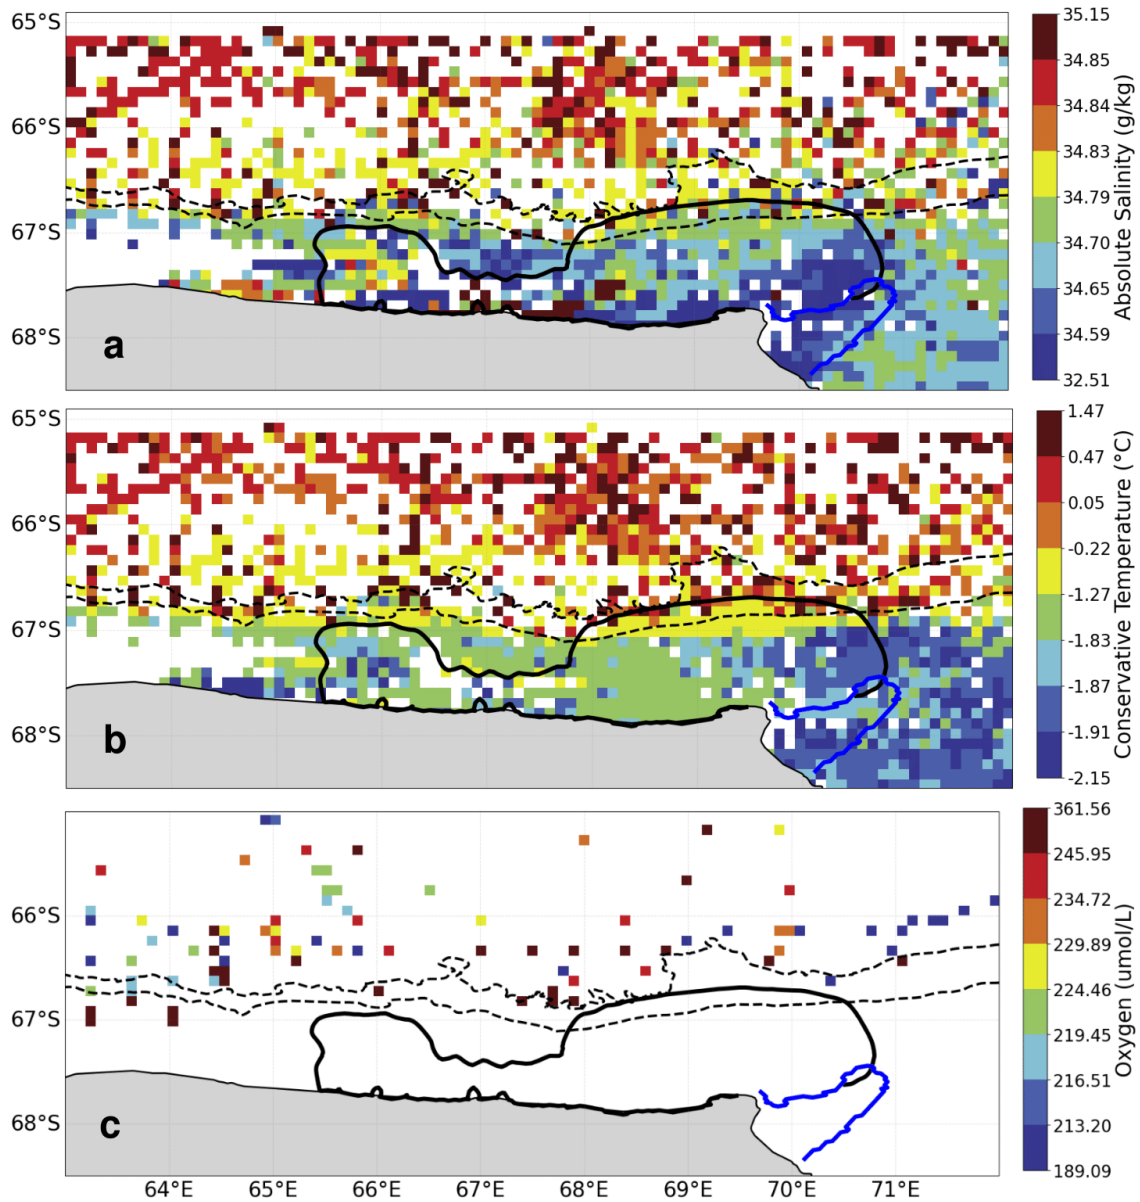 65°S
66°S
67°S
68°S
a
35.15
34.85
34.84
34.83
34.79
34.70
34.65
34.59
32.51
Absolute Salinity (g/kg)
65°S
66°S
67°S
68°S
b
1.47
0.47
0.05
-0.22
-1.27
-1.83
-1.87
-1.91
-2.15
Conservative Temperature (°C)
66°S
67°S
68°S
c
361.56
245.95
234.72
229.89
224.46
219.45
216.51
213.20
189.09
Oxygen (umol/L)
64°E 65°E 66°E 67°E 68°E 69°E 70°E 71°E